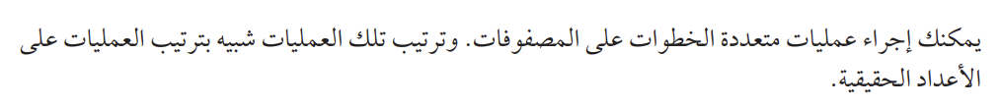 يمكنك إجراء عمليات متعددة الخطوات على المصفوفات. وترتيب تلك العمليات شبيه بترتيب العمليات على
الأعداد الحقيقية.